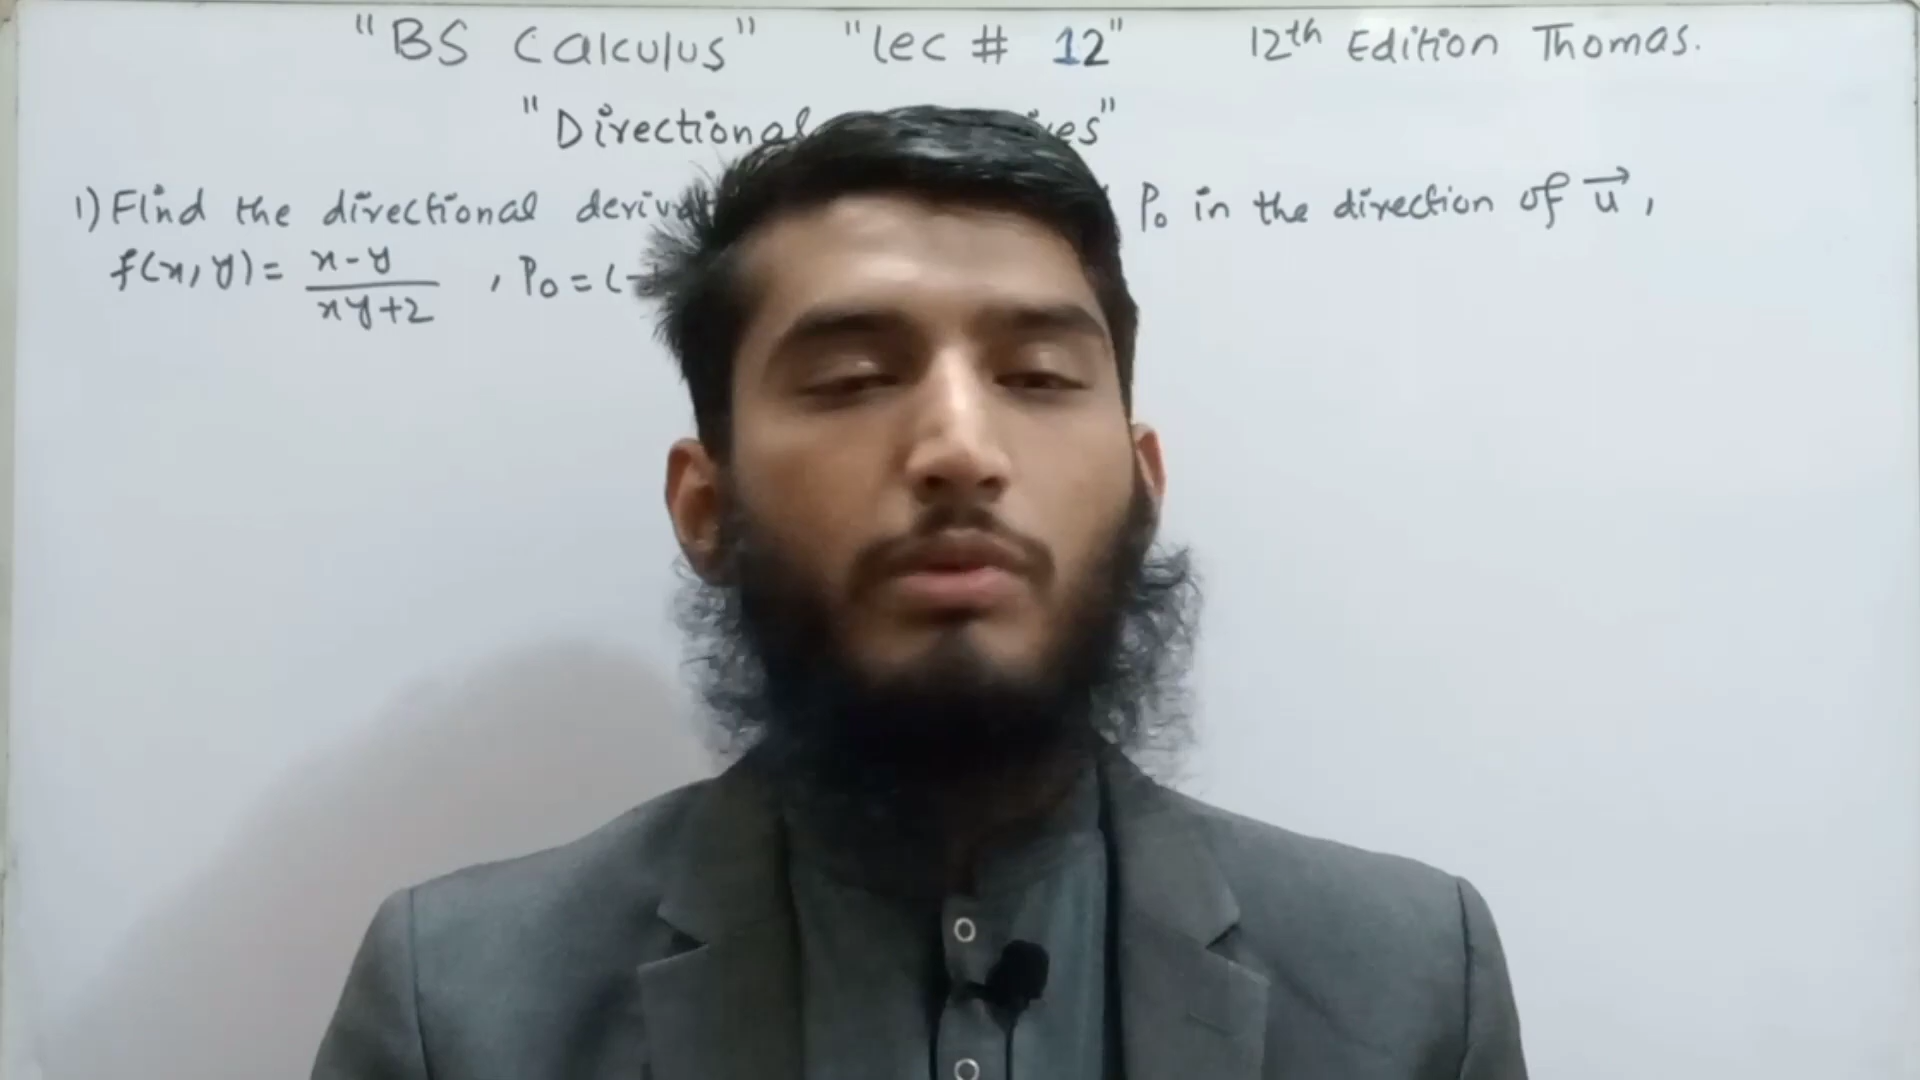 "BS Calculus" "lec # 12" 12th Edition Thomas.
"Directional
1) Find the directional P₀ in the direction of u⃗,
f(x,y) = x-y / xy+2 , P₀ = (-